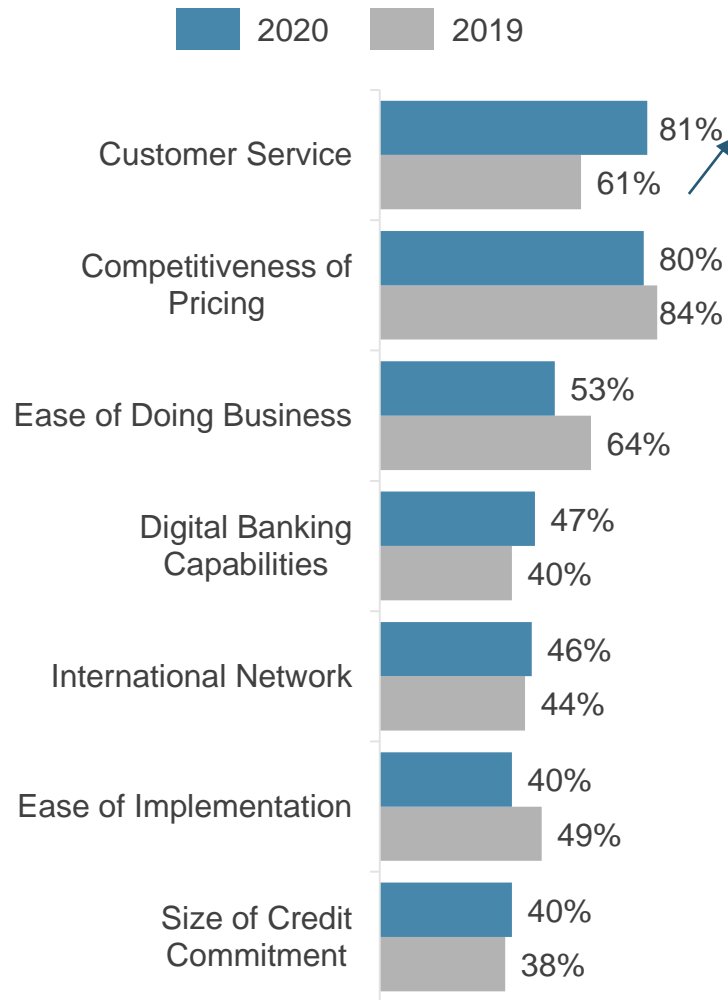 2020 2019
Customer Service
81%
61%
Competitiveness of
Pricing
80%
84%
Ease of Doing Business
53%
64%
Digital Banking
Capabilities
47%
40%
International Network
46%
44%
Ease of Implementation
40%
49%
Size of Credit
Commitment
40%
38%